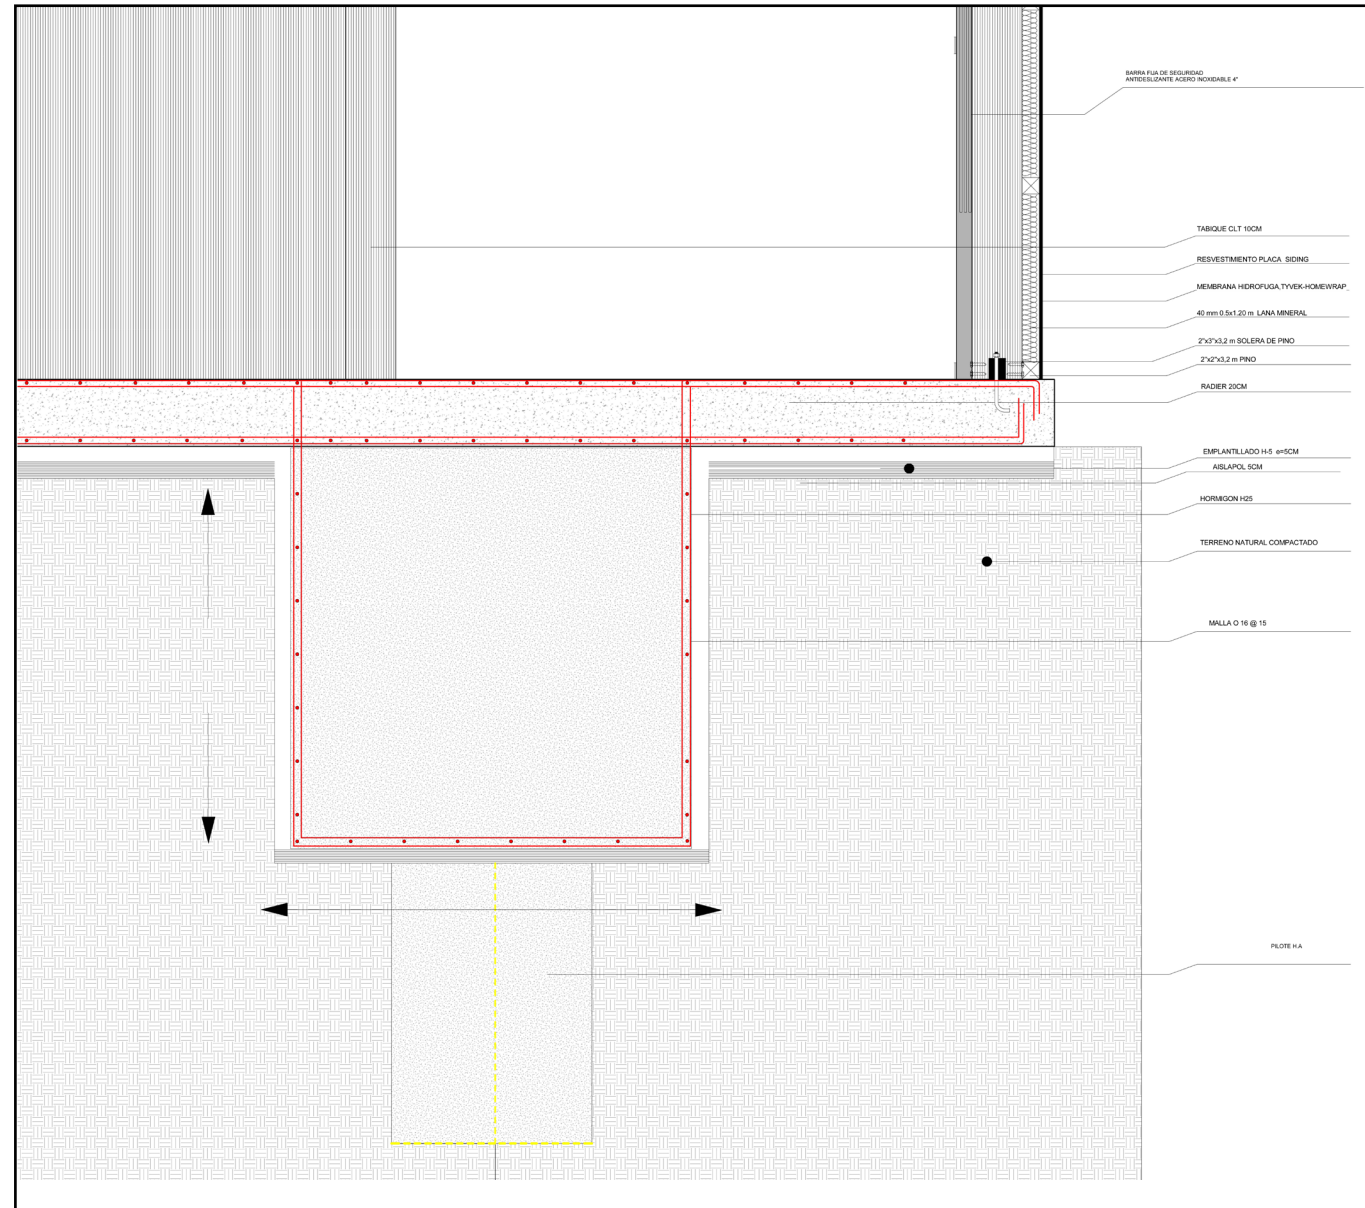 BARRA FIJA DE SEGURIDAD
ANTIDESLIZANTE ACERO INOXIDABLE 4"
TABIQUE CLT 10CM
RESVESTIMIENTO PLACA SIDING
MEMBRANA HIDROFUGA,TYVEK-HOMEWRAP
40 mm 0.5x1.20 m LANA MINERAL
2"x3"x3,2 m SOLERA DE PINO
2"x2"x3,2 m PINO
RADIER 20CM
EMPLANTILLADO H-5 e=5CM
AISLAPOL 5CM
HORMIGON H25
TERRENO NATURAL COMPACTADO
MALLA O 16 @ 15
PILOTE H.A